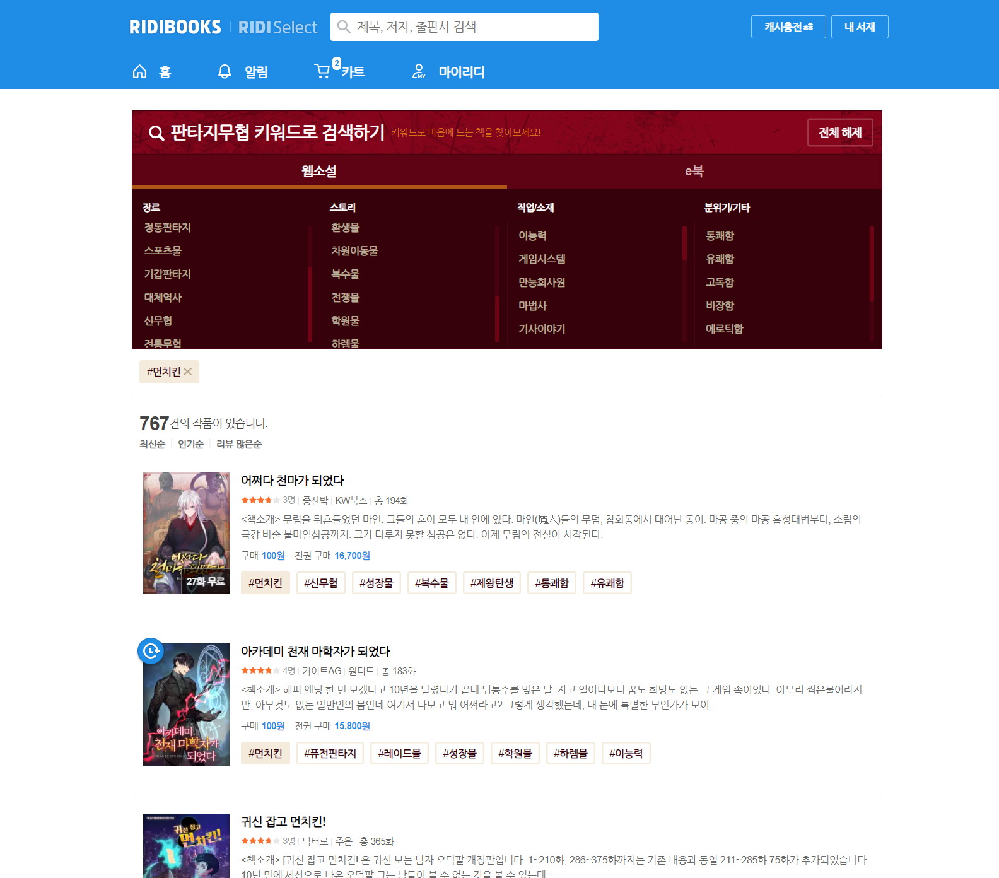 RIDIBOOKS RIDI Select 제목, 저자, 출판사 검색 캐시충전 내 서재
홈 알림 2 카트 MY 마이리디
판타지무협 키워드로 검색하기 키워드로 마음에 드는 책을 찾아보세요! 전체 해제
웹소설 e북
장르 스토리 직업/소재 분위기/기타
정통판타지 환생물 이능력 통쾌함
스포츠물 차원이동물 게임시스템 유쾌함
기갑판타지 복수물 만능회사원 고독함
대체역사 전쟁물 마법사 비장함
신무협 학원물 기사이야기 에로틱함
전통무협 하렘물
#먼치킨
767건의 작품이 있습니다.
최신순 인기순 리뷰 많은순
어쩌다 천마가 되었다
3명 중산박 KW북스 총 194화
<책소개> 무림을 뒤흔들었던 마인. 그들의 혼이 모두 내 안에 있다. 마인(魔人)들의 무덤, 참회동에서 태어난 동이. 마공 중의 마공 흡성대법부터, 소림의
극강 비술 불마일심공까지. 그가 다루지 못할 심공은 없다. 이제 무림의 전설이 시작된다.
구매 100원 전권 구매 16,700원
어쩌다
천마가 되었다
27화 무료
#먼치킨 #신무협 #성장물 #복수물 #제왕탄생 #통쾌함 #유쾌함
아카데미 천재 마학자가 되었다
4명 카이트AG 원티드 총 183화
<책소개> 해피 엔딩 한 번 보겠다고 10년을 달렸다가 끝내 뒤통수를 맞은 날. 자고 일어나보니 꿈도 희망도 없는 그 게임 속이었다. 아무리 썩은물이라지
만, 아무것도 없는 일반인의 몸인데 여기서 나보고 뭐 어쩌라고? 그렇게 생각했는데, 내 눈에 특별한 무언가가 보이...
구매 100원 전권 구매 15,800원
아카데미
천재 마학자가
되었다
#먼치킨 #퓨전판타지 #레이드물 #성장물 #학원물 #하렘물 #이능력
귀신 잡고
먼치킨!
귀신 잡고 먼치킨!
3명 닥터로 주은 총 365화
<책소개> [귀신 잡고 먼치킨! 은 귀신 보는 남자 오덕팔 개정판입니다. 1~210화, 286~375화까지는 기존 내용과 동일 211~285화 75화가 추가되었습니다.
10년 만에 세상으로 나온 오덕팔 그는 남들이 볼 수 없는 것을 볼 수 있는데